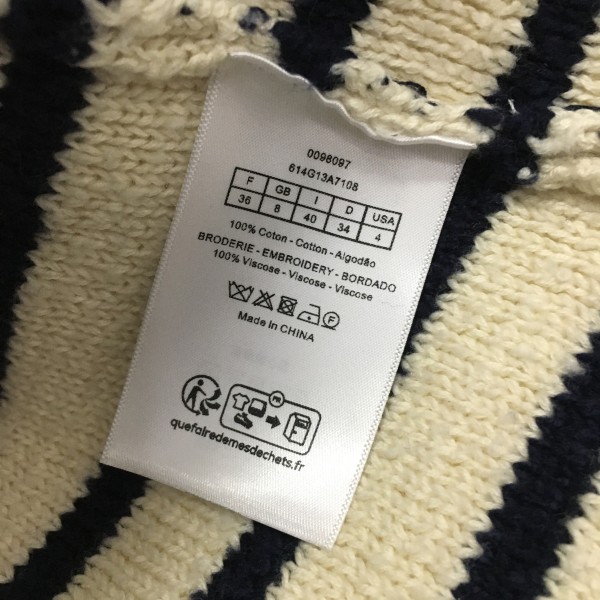 0098097
614G13A7108
F GB I D USA
36 8 40 34 4
100% Coton - Cotton - Algodão
BRODERIE - EMBROIDERY - BORDADO
100% Viscose - Viscose - Viscose
F
Made in CHINA
FR
quefairedemesdechets.fr